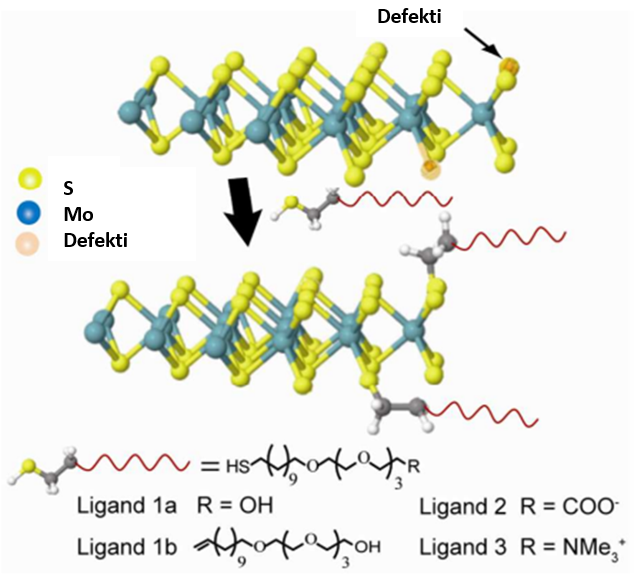 Defekti
S
Mo
Defekti
= HS 9 O O 3 R
Ligand 1a R = OH
Ligand 2 R = COO⁻
Ligand 1b 9 O O 3 OH
Ligand 3 R = NMe₃⁺